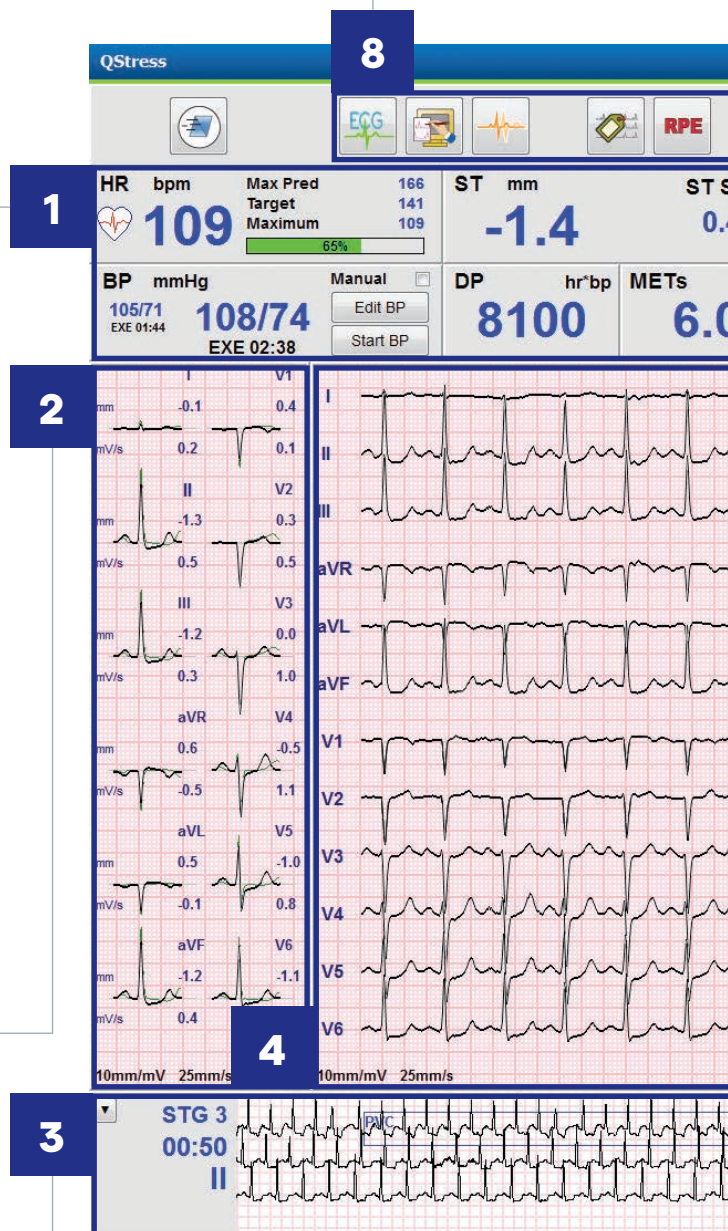 8
QStress
ECG
RPE
1
HR bpm
109
Max Pred 166
Target 141
Maximum 109
65%
ST mm
-1.4
ST S
0.4
BP mmHg
105/71
EXE 01:44
108/74
EXE 02:38
Manual
Edit BP
Start BP
DP hr*bp
8100
METs
6.0
2
I V1
mm -0.1 0.4
mV/s 0.2 0.1
II V2
mm -1.3 0.3
mV/s 0.5 0.5
III V3
mm -1.2 0.0
mV/s 0.3 1.0
aVR V4
mm 0.6 -0.5
mV/s -0.5 1.1
aVL V5
mm 0.5 -1.0
mV/s -0.1 0.8
aVF V6
mm -1.2 -1.1
mV/s 0.4
10mm/mV 25mm/s
4
I
II
III
aVR
aVL
aVF
V1
V2
V3
V4
V5
V6
10mm/mV 25mm/s
3
STG 3
00:50
II
PVC